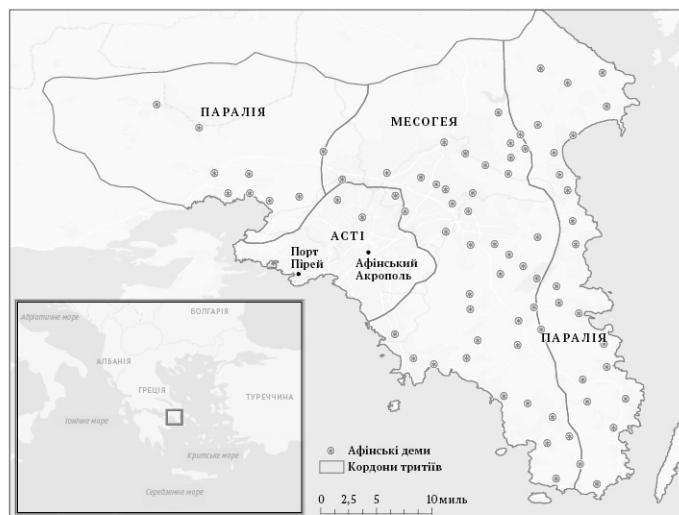 ПАРАЛІЯ
МЕСОГЕЯ
АСТІ
Порт
Пірей
Афінський
Акрополь
ПАРАЛІЯ
Адріатичне море
БОЛГАРІЯ
АЛБАНІЯ
ГРЕЦІЯ
ТУРЕЧЧИНА
Іонічне море
Критське море
Середземне море
Афінські деми
Кордони тритіїв
0 2,5 5 10 миль